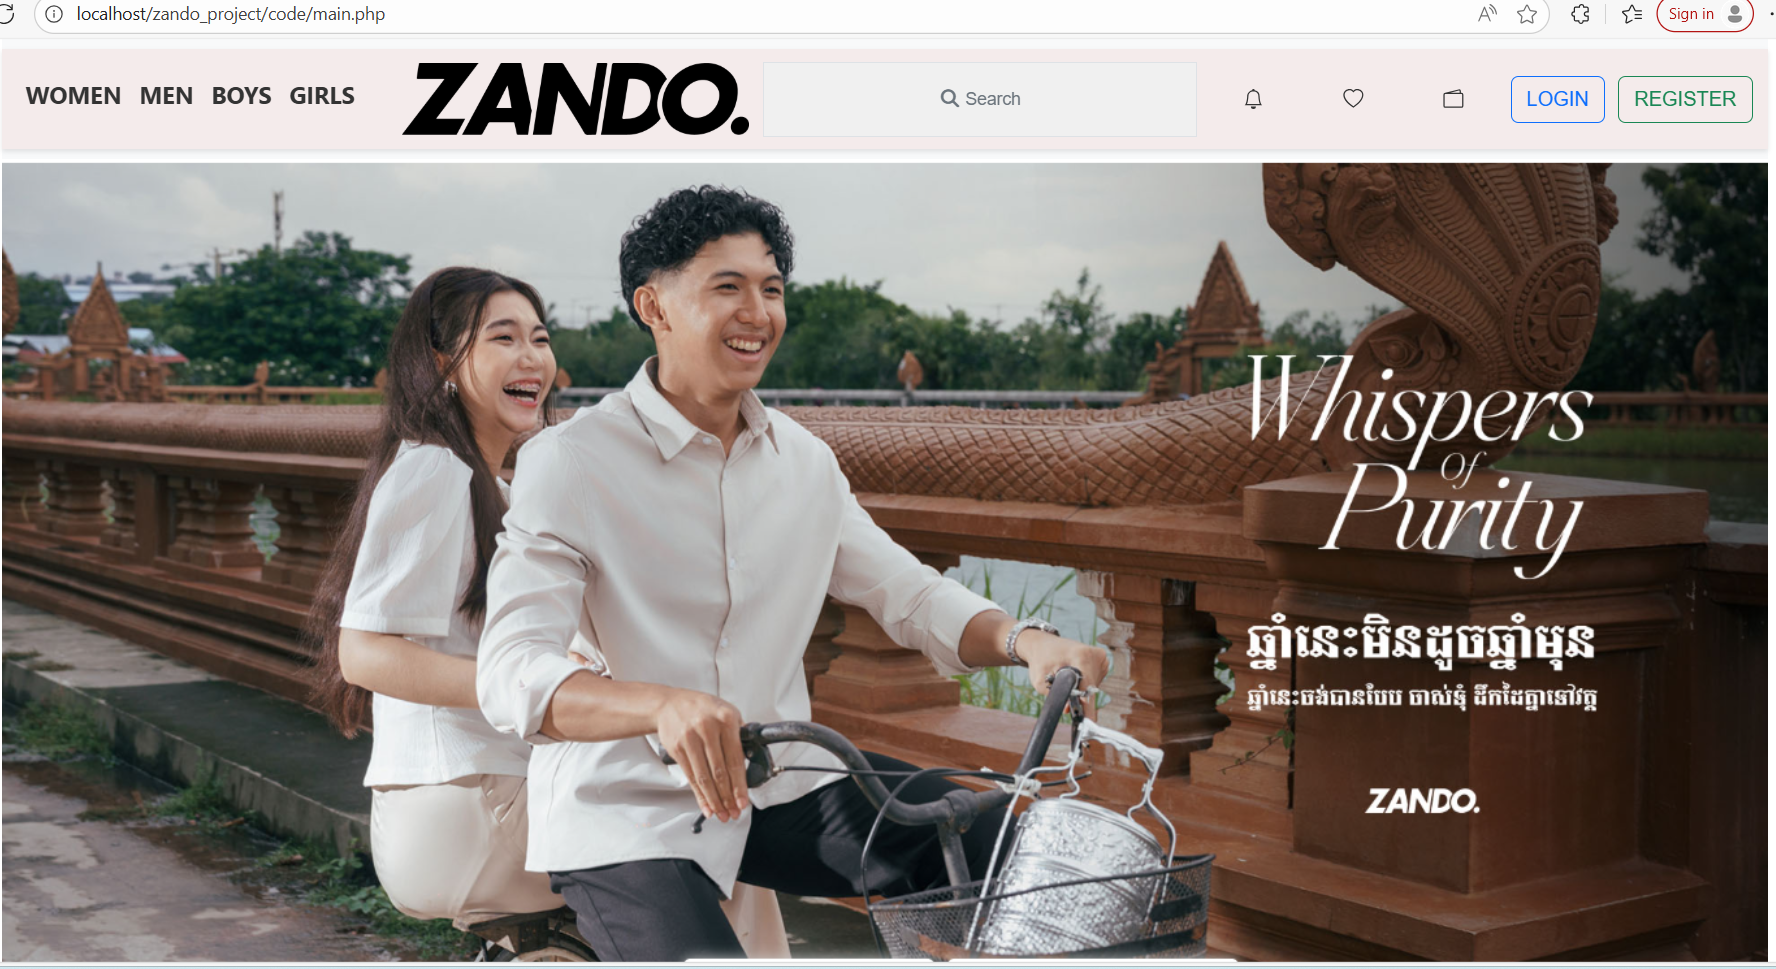 localhost/zando_project/code/main.php
Sign in
WOMEN MEN BOYS GIRLS
ZANDO.
Search
LOGIN
REGISTER
Whispers
Of
Purity
ឆ្នាំនេះមិនដូចឆ្នាំមុន
ឆ្នាំនេះចង់បានបែប ចាស់ទុំ ដឹកដៃគ្នាទៅវត្ត
ZANDO.